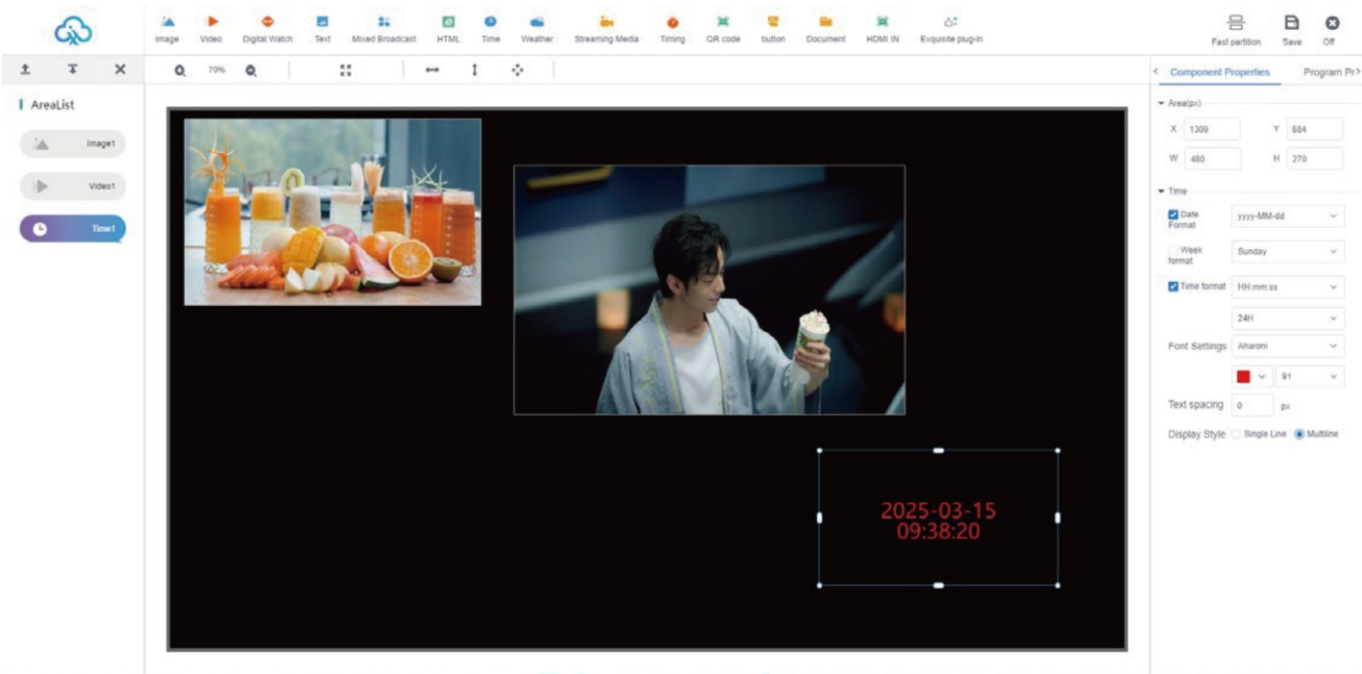 Image
Video
Digital Watch
Text
Mixed Broadcast
HTML
Time
Weather
Streaming Media
Timing
QR code
button
Document
HDMI IN
Exquisite plug-in
Fast partition
Save
Off
70%
Component Properties
Program Pr
AreaList
Image1
Video1
Time1
Area(px)
X 1309 Y 684
W 480 H 270
Time
Date Format yyyy-MM-dd
Week format Sunday
Time format HH:mm:ss
24H
Font Settings Aharoni
91
Text spacing 0 px
Display Style Single Line Multiline
2025-03-15
09:38:20